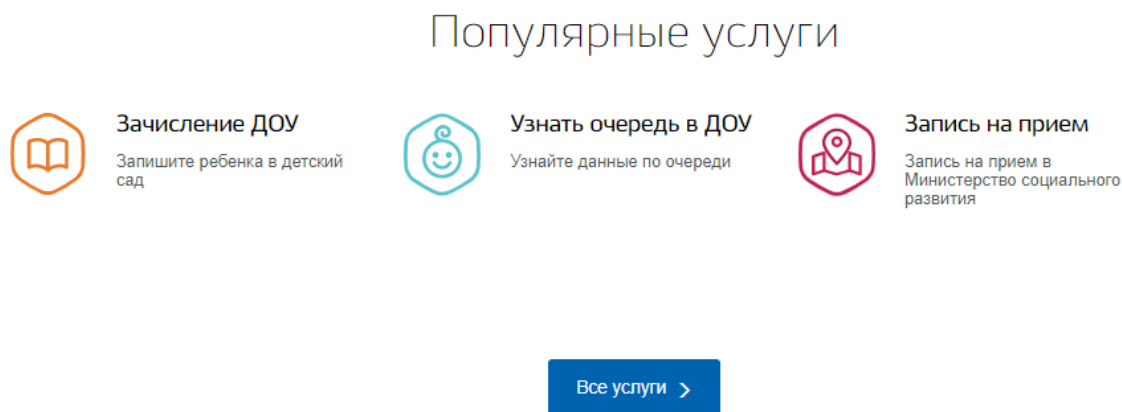 Популярные услуги
Зачисление ДОУ
Запишите ребенка в детский
сад
Узнать очередь в ДОУ
Узнайте данные по очереди
Запись на прием
Запись на прием в
Министерство социального
развития
Все услуги